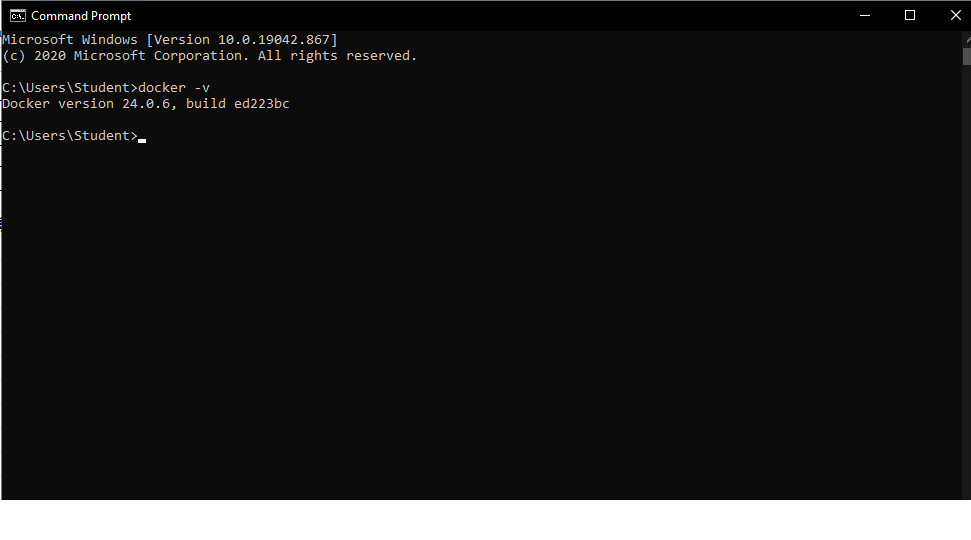 Command Prompt
Microsoft Windows [Version 10.0.19042.867]
(c) 2020 Microsoft Corporation. All rights reserved.
C:\Users\Student>docker -v
Docker version 24.0.6, build ed223bc
C:\Users\Student>